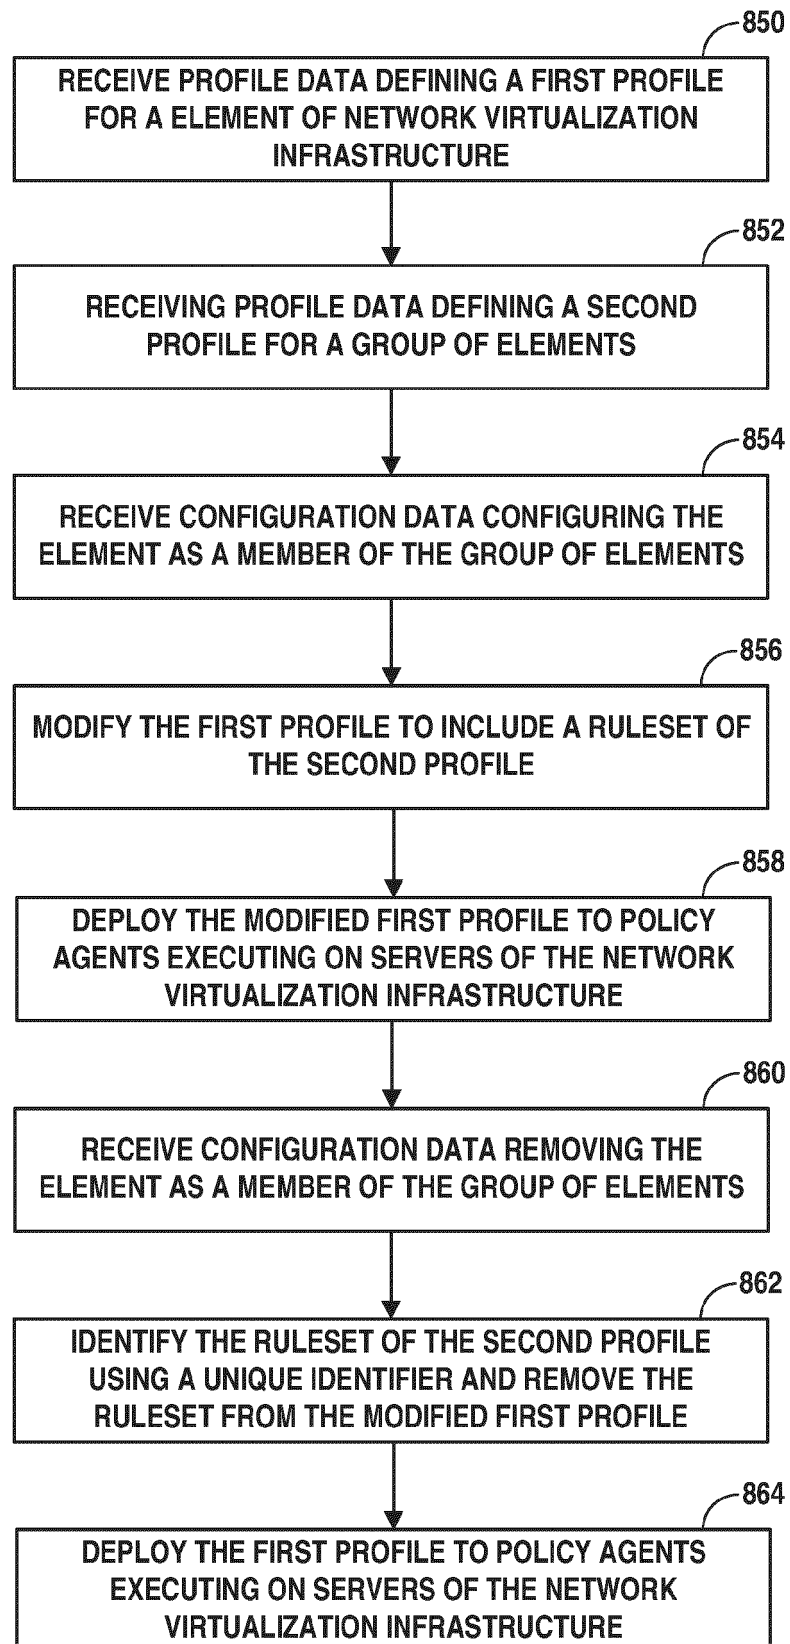 850
RECEIVE PROFILE DATA DEFINING A FIRST PROFILE
FOR A ELEMENT OF NETWORK VIRTUALIZATION
INFRASTRUCTURE
852
RECEIVING PROFILE DATA DEFINING A SECOND
PROFILE FOR A GROUP OF ELEMENTS
854
RECEIVE CONFIGURATION DATA CONFIGURING THE
ELEMENT AS A MEMBER OF THE GROUP OF ELEMENTS
856
MODIFY THE FIRST PROFILE TO INCLUDE A RULESET OF
THE SECOND PROFILE
858
DEPLOY THE MODIFIED FIRST PROFILE TO POLICY
AGENTS EXECUTING ON SERVERS OF THE NETWORK
VIRTUALIZATION INFRASTRUCTURE
860
RECEIVE CONFIGURATION DATA REMOVING THE
ELEMENT AS A MEMBER OF THE GROUP OF ELEMENTS
862
IDENTIFY THE RULESET OF THE SECOND PROFILE
USING A UNIQUE IDENTIFIER AND REMOVE THE
RULESET FROM THE MODIFIED FIRST PROFILE
864
DEPLOY THE FIRST PROFILE TO POLICY AGENTS
EXECUTING ON SERVERS OF THE NETWORK
VIRTUALIZATION INFRASTRUCTURE